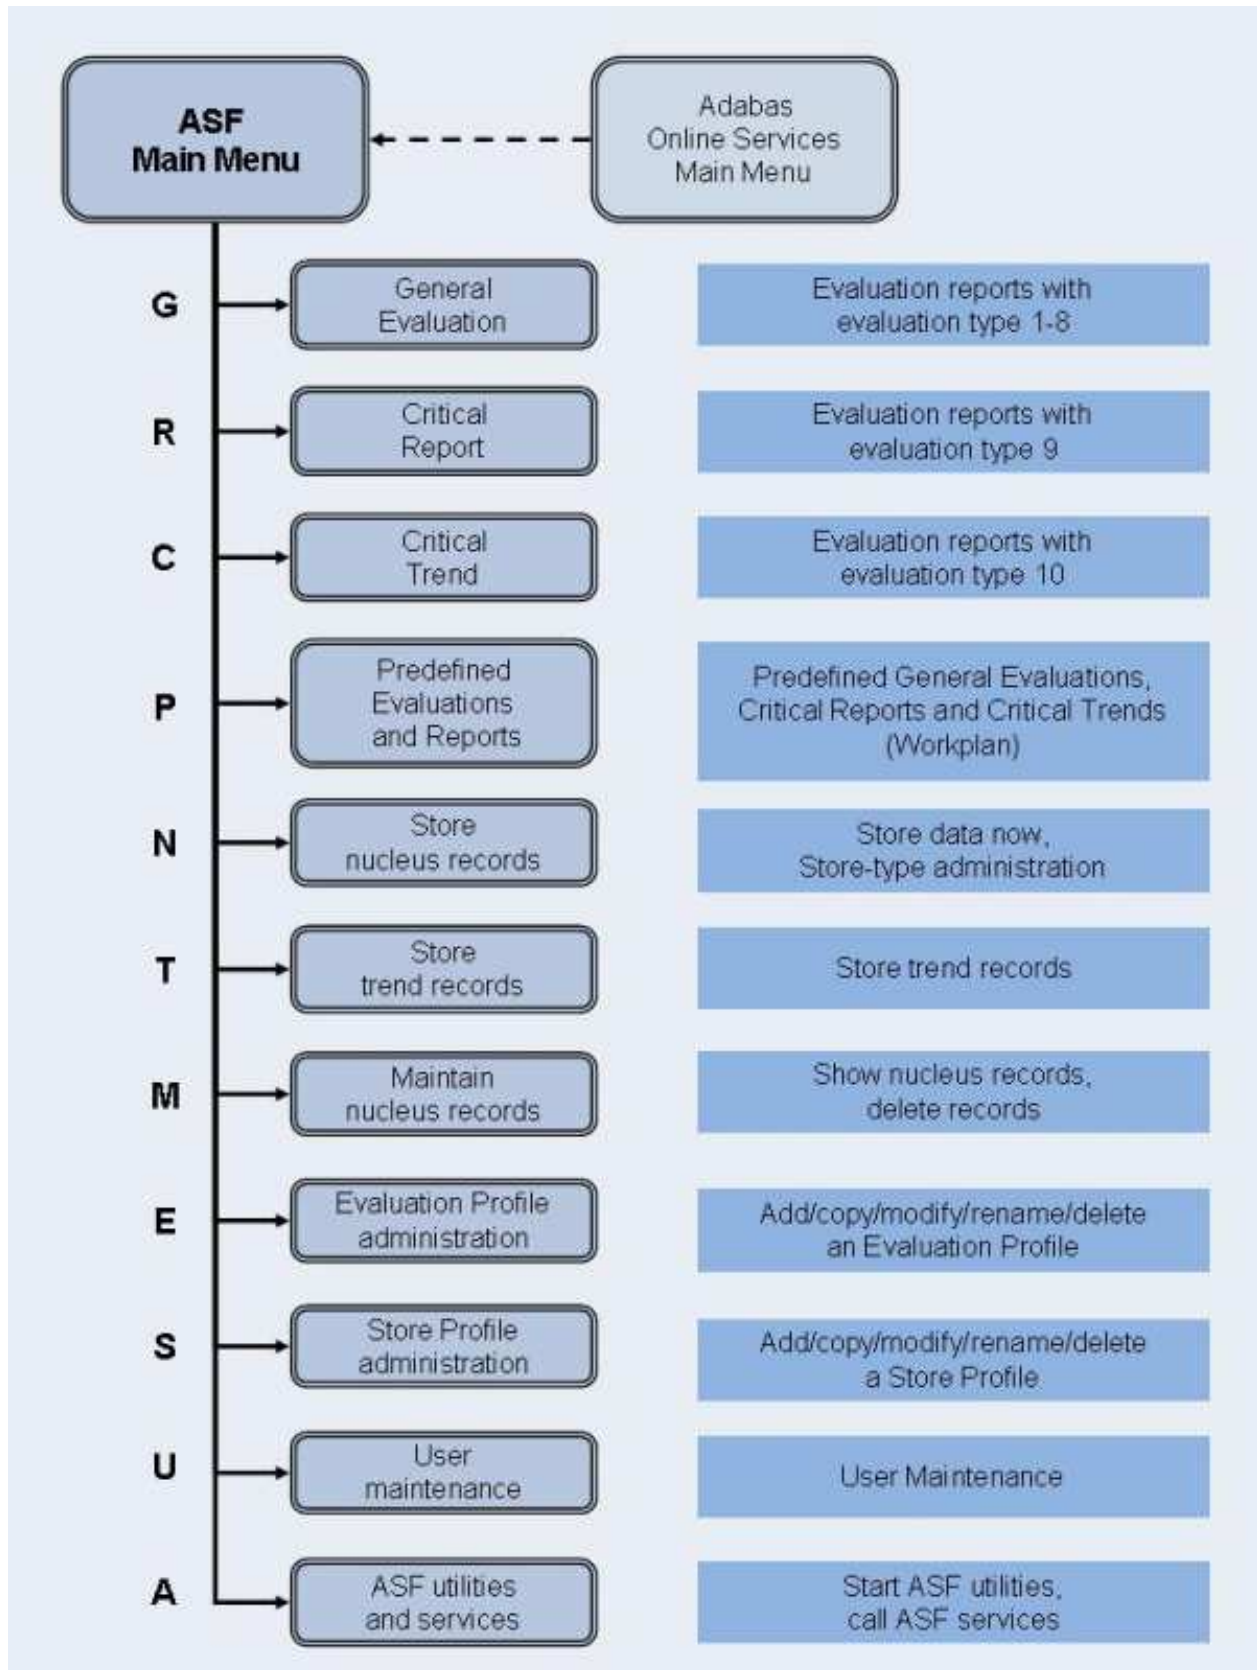 ASF
Main Menu
Adabas
Online Services
Main Menu
G
General
Evaluation
Evaluation reports with
evaluation type 1-8
R
Critical
Report
Evaluation reports with
evaluation type 9
C
Critical
Trend
Evaluation reports with
evaluation type 10
P
Predefined
Evaluations
and Reports
Predefined General Evaluations,
Critical Reports and Critical Trends
(Workplan)
N
Store
nucleus records
Store data now,
Store-type administration
T
Store
trend records
Store trend records
M
Maintain
nucleus records
Show nucleus records,
delete records
E
Evaluation Profile
administration
Add/copy/modify/rename/delete
an Evaluation Profile
S
Store Profile
administration
Add/copy/modify/rename/delete
a Store Profile
U
User
maintenance
User Maintenance
A
ASF utilities
and services
Start ASF utilities,
call ASF services